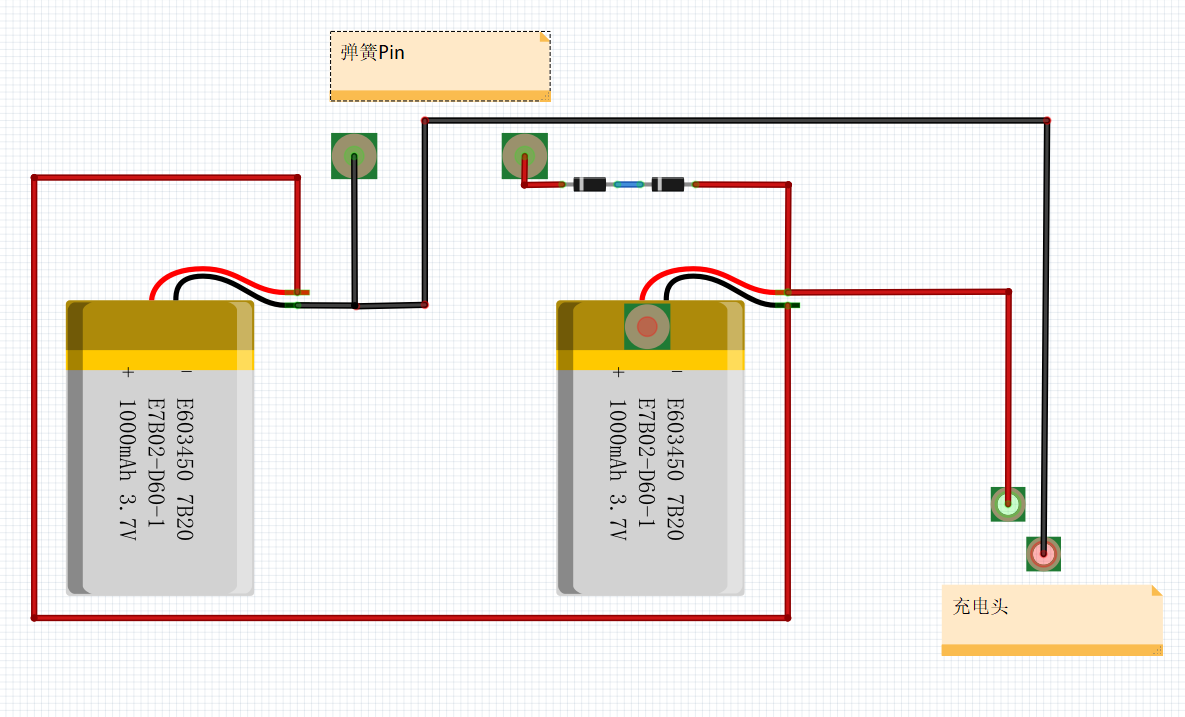 弹簧Pin
+ −
E603450 7B20
E7B02-D60-1
1000mAh 3.7V
+ −
E603450 7B20
E7B02-D60-1
1000mAh 3.7V
充电头